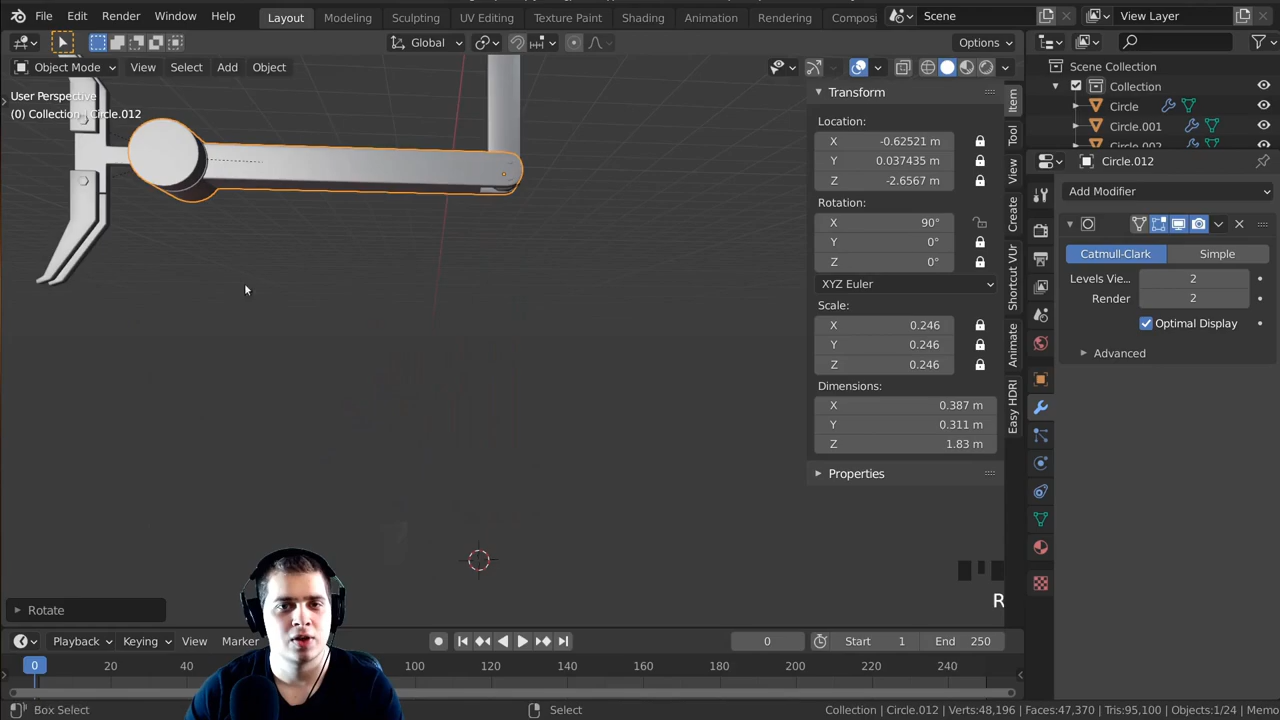 File Edit Render Window Help Layout Modeling Sculpting UV Editing Texture Paint Shading Animation Rendering Scene View Layer
Global Options
Object Mode View Select Add Object
User Perspective
(0) Collection | Circle.012
Transform
Location:
X -0.62521 m
Y 0.037435 m
Z -2.6567 m
Rotation:
X 90°
Y 0°
Z 0°
XYZ Euler
Scale:
X 0.246
Y 0.246
Z 0.246
Dimensions:
X 0.387 m
Y 0.311 m
Z 1.83 m
Properties
Item
Tool
View
Create
Shortcut VUr
Animate
Easy HDRI
Scene Collection
Collection
Circle
Circle.001
Circle.002
Circle.012
Add Modifier
Catmull-Clark Simple
Levels Vie... 2
Render 2
Optimal Display
Advanced
R
Rotate
Playback Keying View Marker 0 Start 1 End 250
0 20 40 60 80 100 120 140 160 180 200 220 240
Box Select Select Collection | Circle.012 | Verts:48,196 | Faces:47,370 | Tris:95,100 | Objects:1/24 | Memo